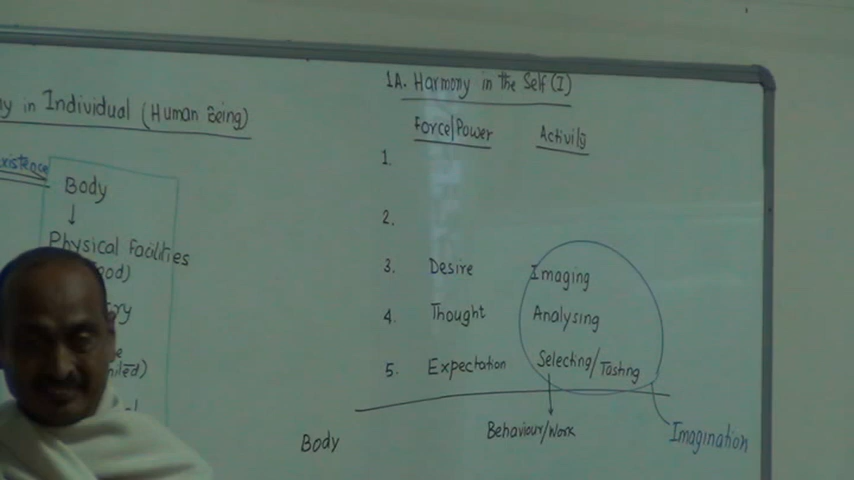 y in Individual (Human Being)
xistence
Body
↓
Physical Facilities
ood)
ry
1A. Harmony in the Self (I)
Force/Power Activity
1.
2.
3. Desire Imaging
4. Thought Analysing
5. Expectation Selecting/Tasting
Body Behaviour/Work Imagination